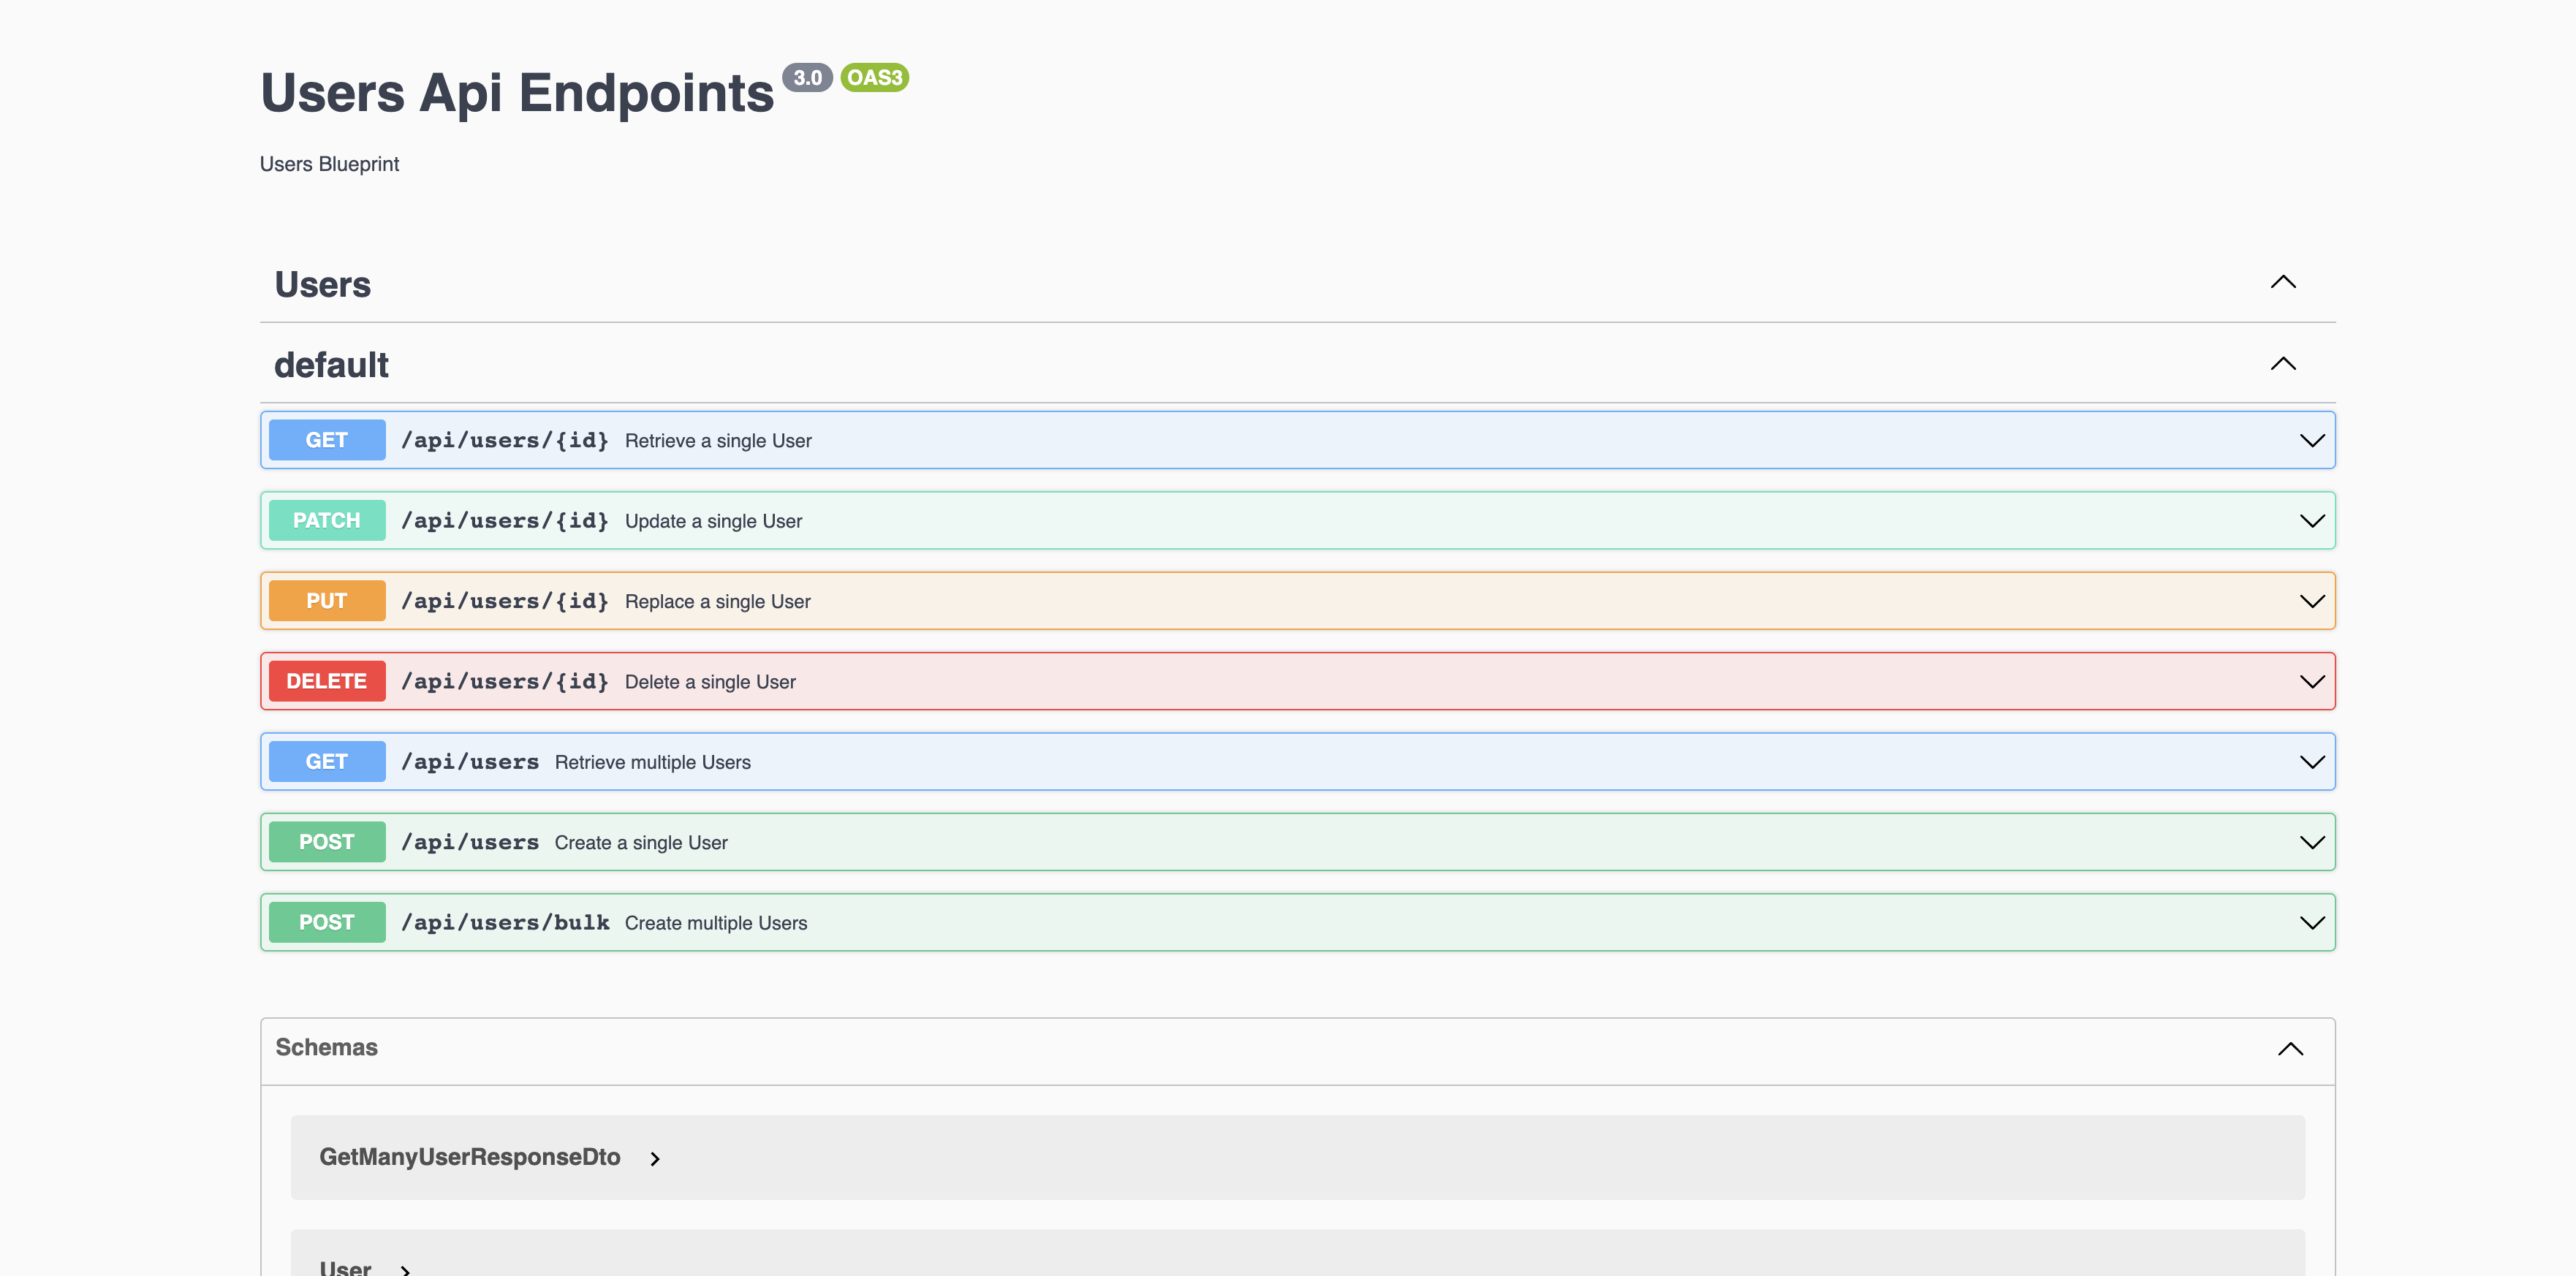 Users Api Endpoints 3.0 OAS3
Users Blueprint
Users
default
GET /api/users/{id} Retrieve a single User
PATCH /api/users/{id} Update a single User
PUT /api/users/{id} Replace a single User
DELETE /api/users/{id} Delete a single User
GET /api/users Retrieve multiple Users
POST /api/users Create a single User
POST /api/users/bulk Create multiple Users
Schemas
GetManyUserResponseDto
User